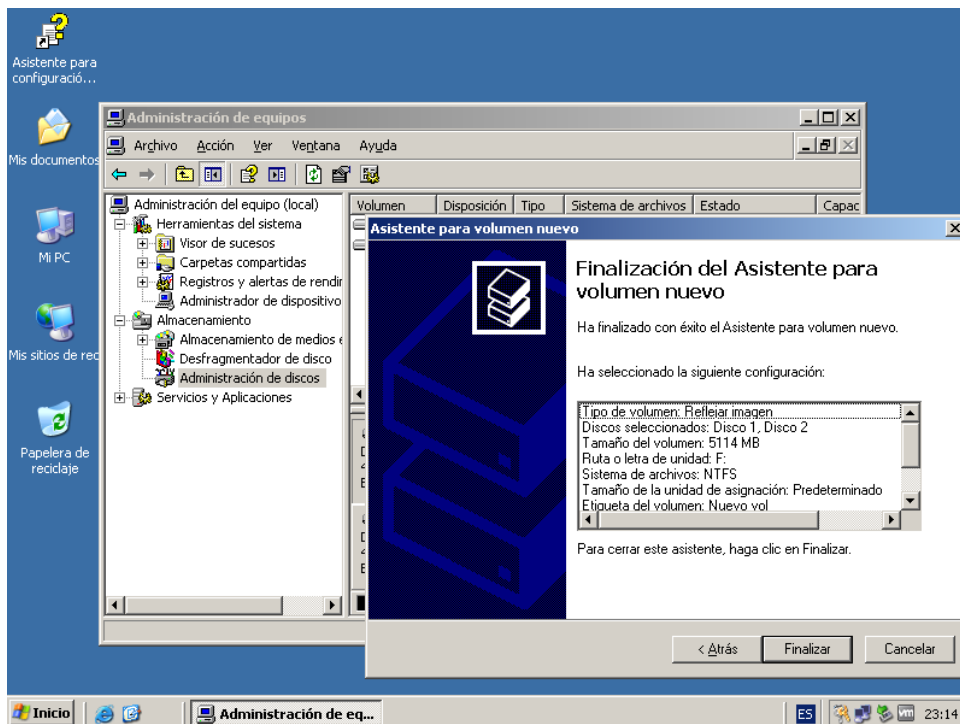 Asistente para
configuració...
Mis documentos
Mi PC
Mis sitios de rec
Papelera de
reciclaje
Administración de equipos
Archivo Acción Ver Ventana Ayuda
Administración del equipo (local)
Herramientas del sistema
Visor de sucesos
Carpetas compartidas
Registros y alertas de rendir
Administrador de dispositivo
Almacenamiento
Almacenamiento de medios e
Desfragmentador de disco
Administración de discos
Servicios y Aplicaciones
Volumen Disposición Tipo Sistema de archivos Estado Capac
Asistente para volumen nuevo
Finalización del Asistente para
volumen nuevo
Ha finalizado con éxito el Asistente para volumen nuevo.
Ha seleccionado la siguiente configuración:
Tipo de volumen: Reflejar imagen
Discos seleccionados: Disco 1, Disco 2
Tamaño del volumen: 5114 MB
Ruta o letra de unidad: F:
Sistema de archivos: NTFS
Tamaño de la unidad de asignación: Predeterminado
Etiqueta del volumen: Nuevo vol
Para cerrar este asistente, haga clic en Finalizar.
< Atrás Finalizar Cancelar
Inicio Administración de eq... ES 23:14